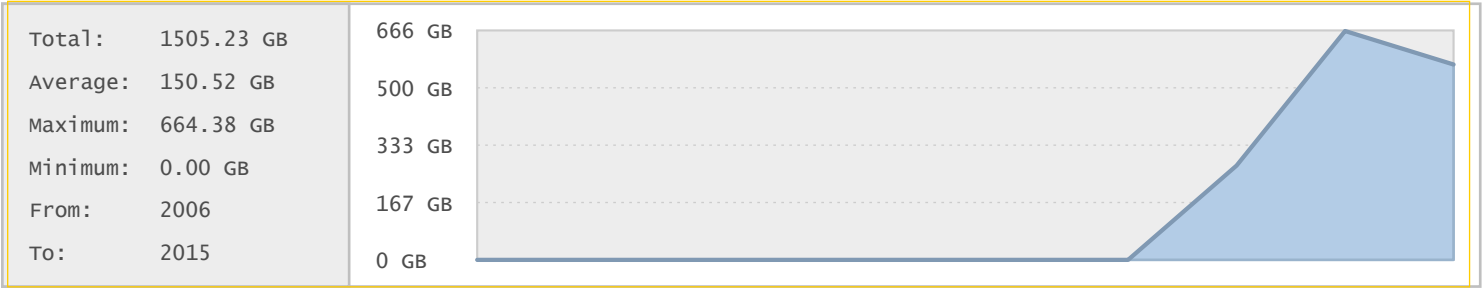 Total: 1505.23 GB
Average: 150.52 GB
Maximum: 664.38 GB
Minimum: 0.00 GB
From: 2006
To: 2015
666 GB
500 GB
333 GB
167 GB
0 GB